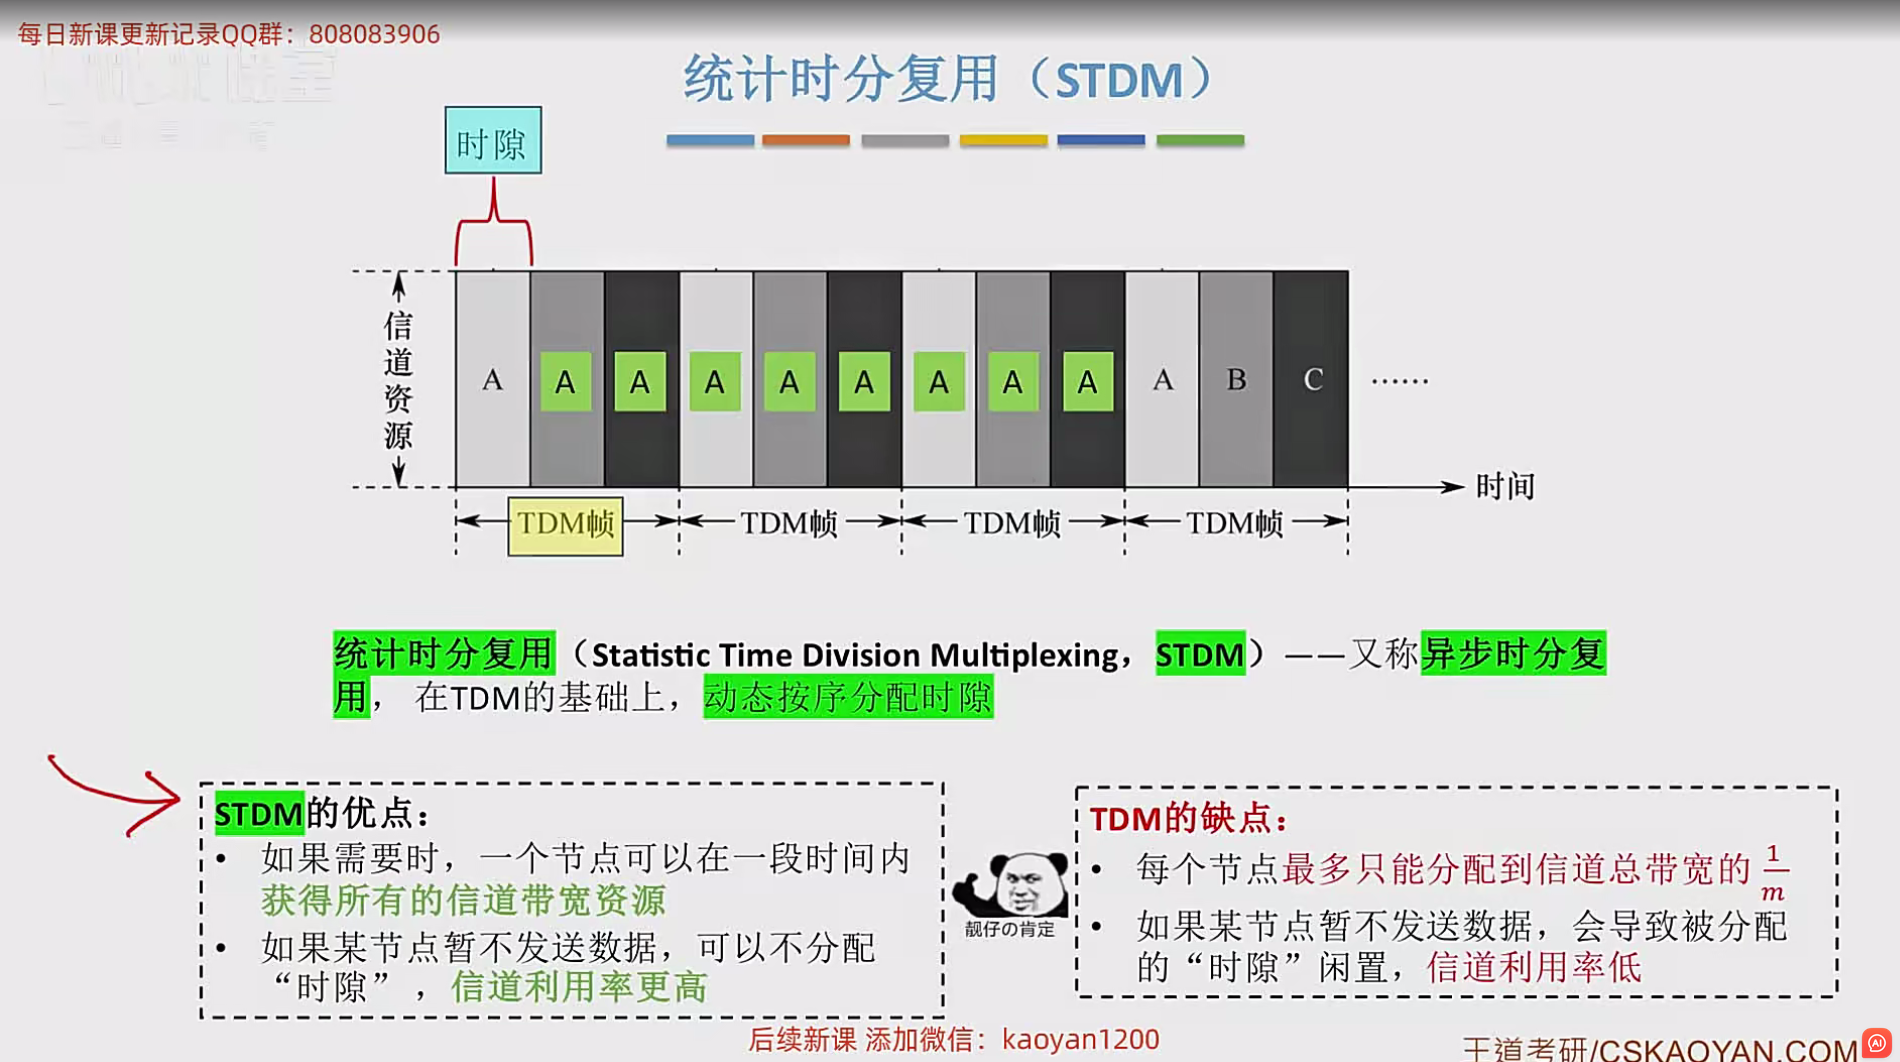 每日新课更新记录QQ群：808083906
统计时分复用（STDM）
时隙
信道资源
A A A A A A A A A A B C ……
时间
TDM帧 TDM帧 TDM帧 TDM帧
统计时分复用（Statistic Time Division Multiplexing，STDM）——又称异步时分复
用， 在TDM的基础上，动态按序分配时隙
STDM的优点：
• 如果需要时，一个节点可以在一段时间内
获得所有的信道带宽资源
• 如果某节点暂不发送数据，可以不分配
“时隙”，信道利用率更高
靓仔の肯定
TDM的缺点：
• 每个节点最多只能分配到信道总带宽的 1/m
• 如果某节点暂不发送数据，会导致被分配
的“时隙”闲置，信道利用率低
后续新课 添加微信：kaoyan1200
王道考研/CSKAOYAN.COM
AI